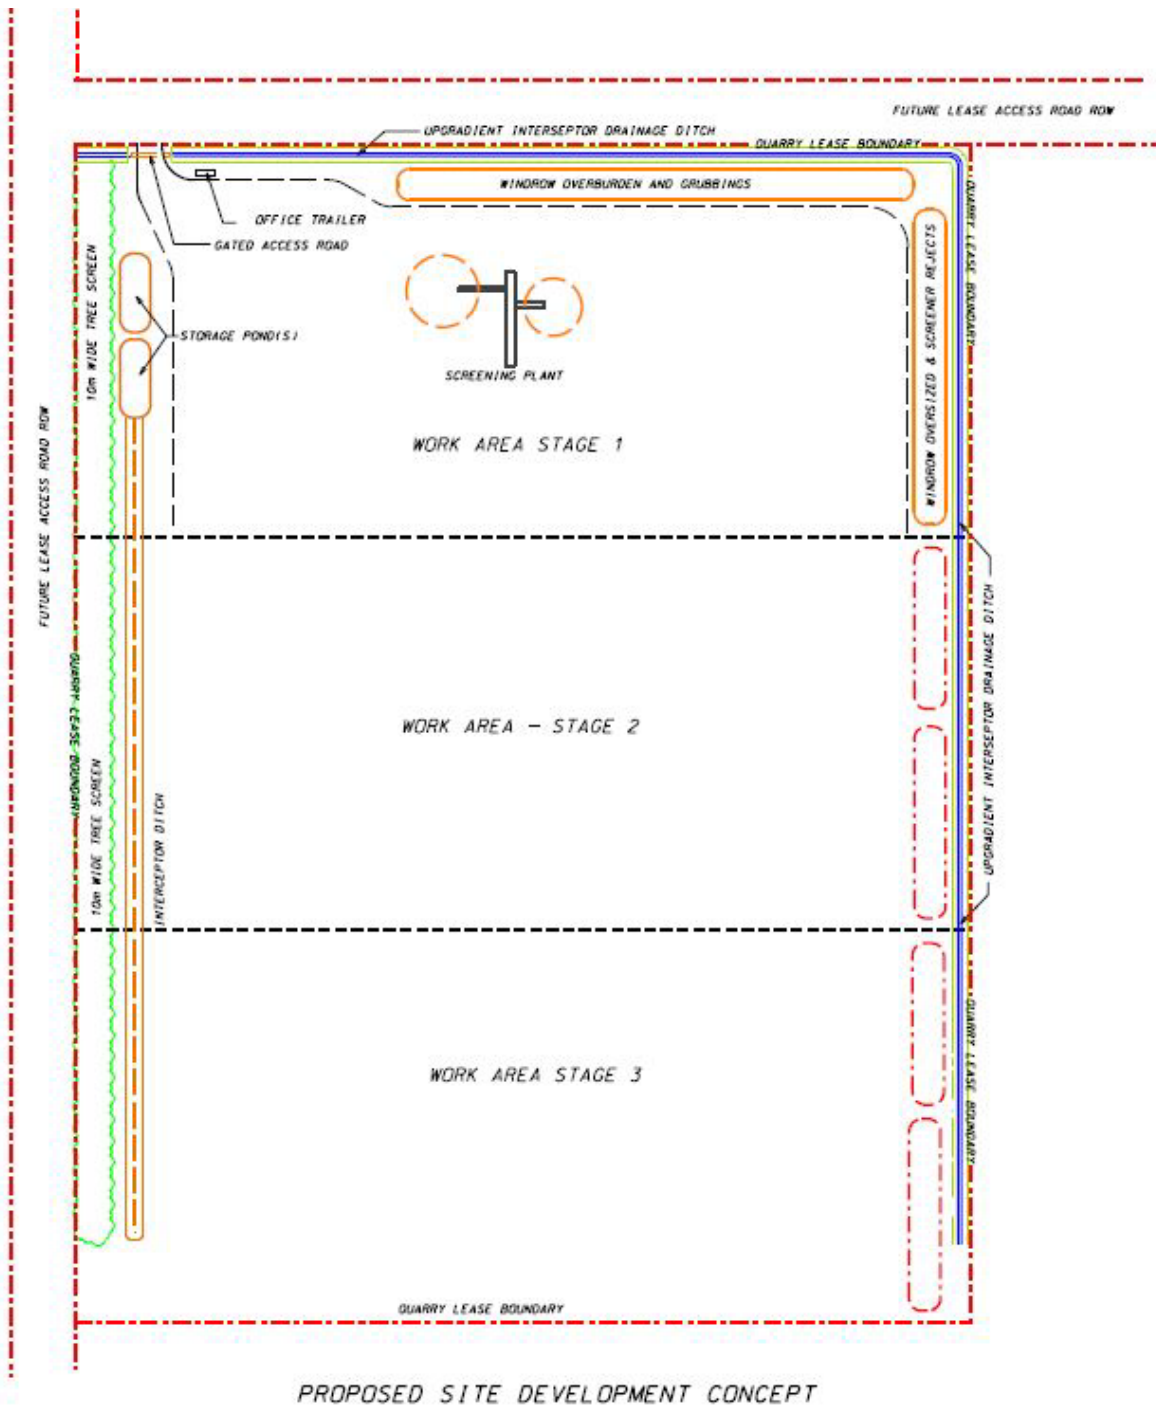 FUTURE LEASE ACCESS ROAD ROW
UPGRADIENT INTERSEPTOR DRAINAGE DITCH
QUARRY LEASE BOUNDARY
WINDROW OVERBURDEN AND GRUBBINGS
OFFICE TRAILER
GATED ACCESS ROAD
QUARRY LEASE BOUNDARY
10m WIDE TREE SCREEN
WINDROW OVERSIZED & SCREENER REJECTS
STORAGE POND(S)
SCREENING PLANT
WORK AREA STAGE 1
FUTURE LEASE ACCESS ROAD ROW
UPGRADIENT INTERSEPTOR DRAINAGE DITCH
QUARRY LEASE BOUNDARY
WORK AREA - STAGE 2
10m WIDE TREE SCREEN
INTERCEPTOR DITCH
WORK AREA STAGE 3
QUARRY LEASE BOUNDARY
QUARRY LEASE BOUNDARY
PROPOSED SITE DEVELOPMENT CONCEPT